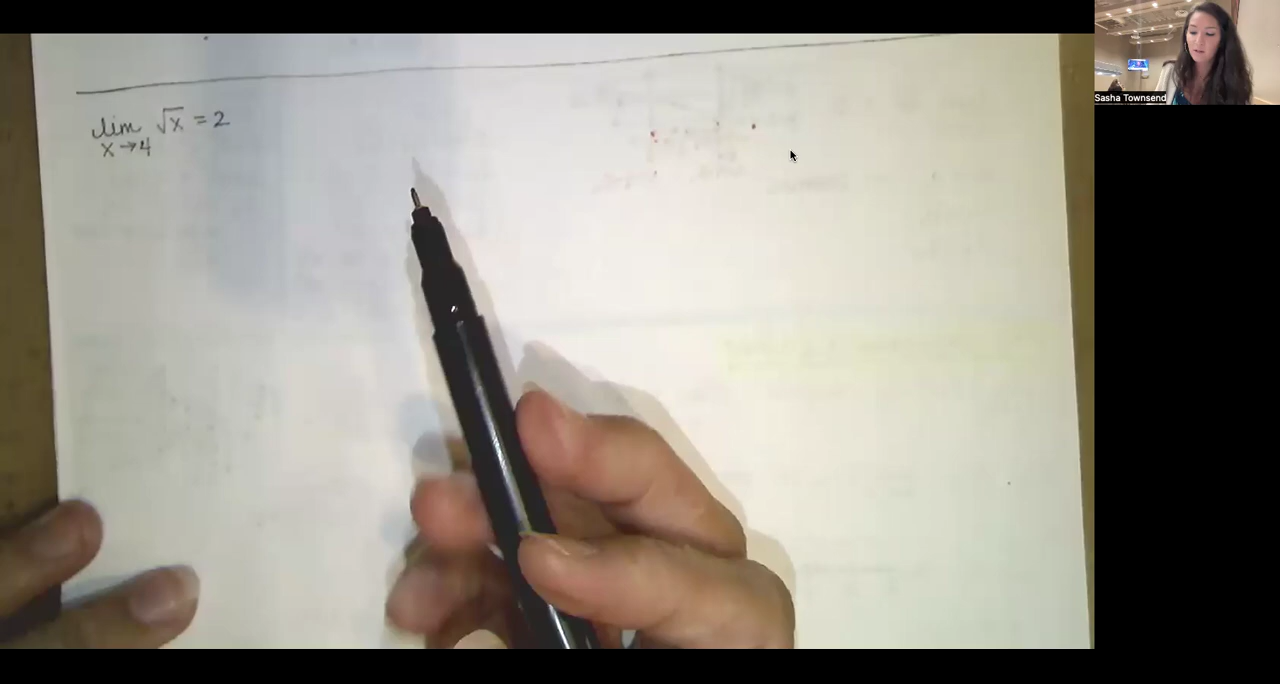 lim √x = 2
x→4
Sasha Townsend